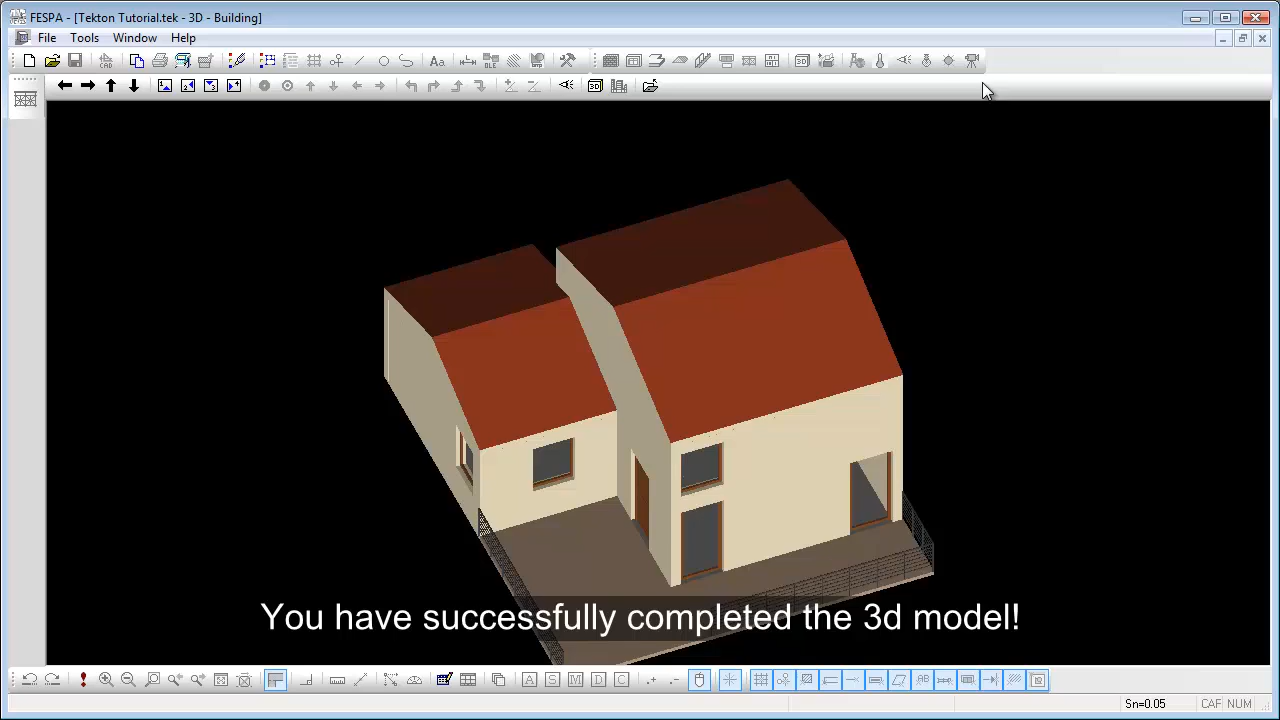 FESPA - [Tekton Tutorial.tek - 3D - Building]
File Tools Window Help
You have successfully completed the 3d model!
A S M D C
Sn=0.05 CAF NUM